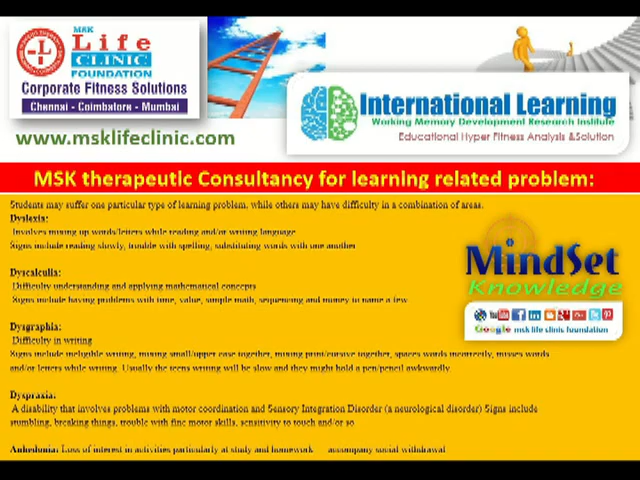 MSK
Life
CLINIC
FOUNDATION
Corporate Fitness Solutions
Chennai - Coimbatore - Mumbai
www.msklifeclinic.com
International Learning
Working Memory Development Research Institute
Educational Hyper Fitness Analysis &Solution
MSK therapeutic Consultancy for learning related problem:
Students may suffer one particular type of learning problem, while others may have difficulty in a combination of areas.
Dyslexia:
Involves mixing up words/letters while reading and/or writing language
Signs include reading slowly, trouble with spelling, substituting words with one another
Dyscalculia:
Difficulty understanding and applying mathematical concepts
Signs include having problems with time, value, simple math, sequencing and money to name a few
Dysgraphia:
Difficulty in writing
Signs include ineligible writing, mixing small/upper case together, mixing print/cursive together, spaces words incorrectly, misses words
and/or letters while writing. Usually the teens writing will be slow and they might hold a pen/pencil awkwardly.
Dyspraxia:
A disability that involves problems with motor coordination and Sensory Integration Disorder (a neurological disorder) Signs include
stumbling, breaking things, trouble with fine motor skills, sensitivity to touch and/or so
Anhedonia: Loss of interest in activities particularly at study and homework accompany social withdrawal
MindSet
Knowledge
Google msk life clinic foundation